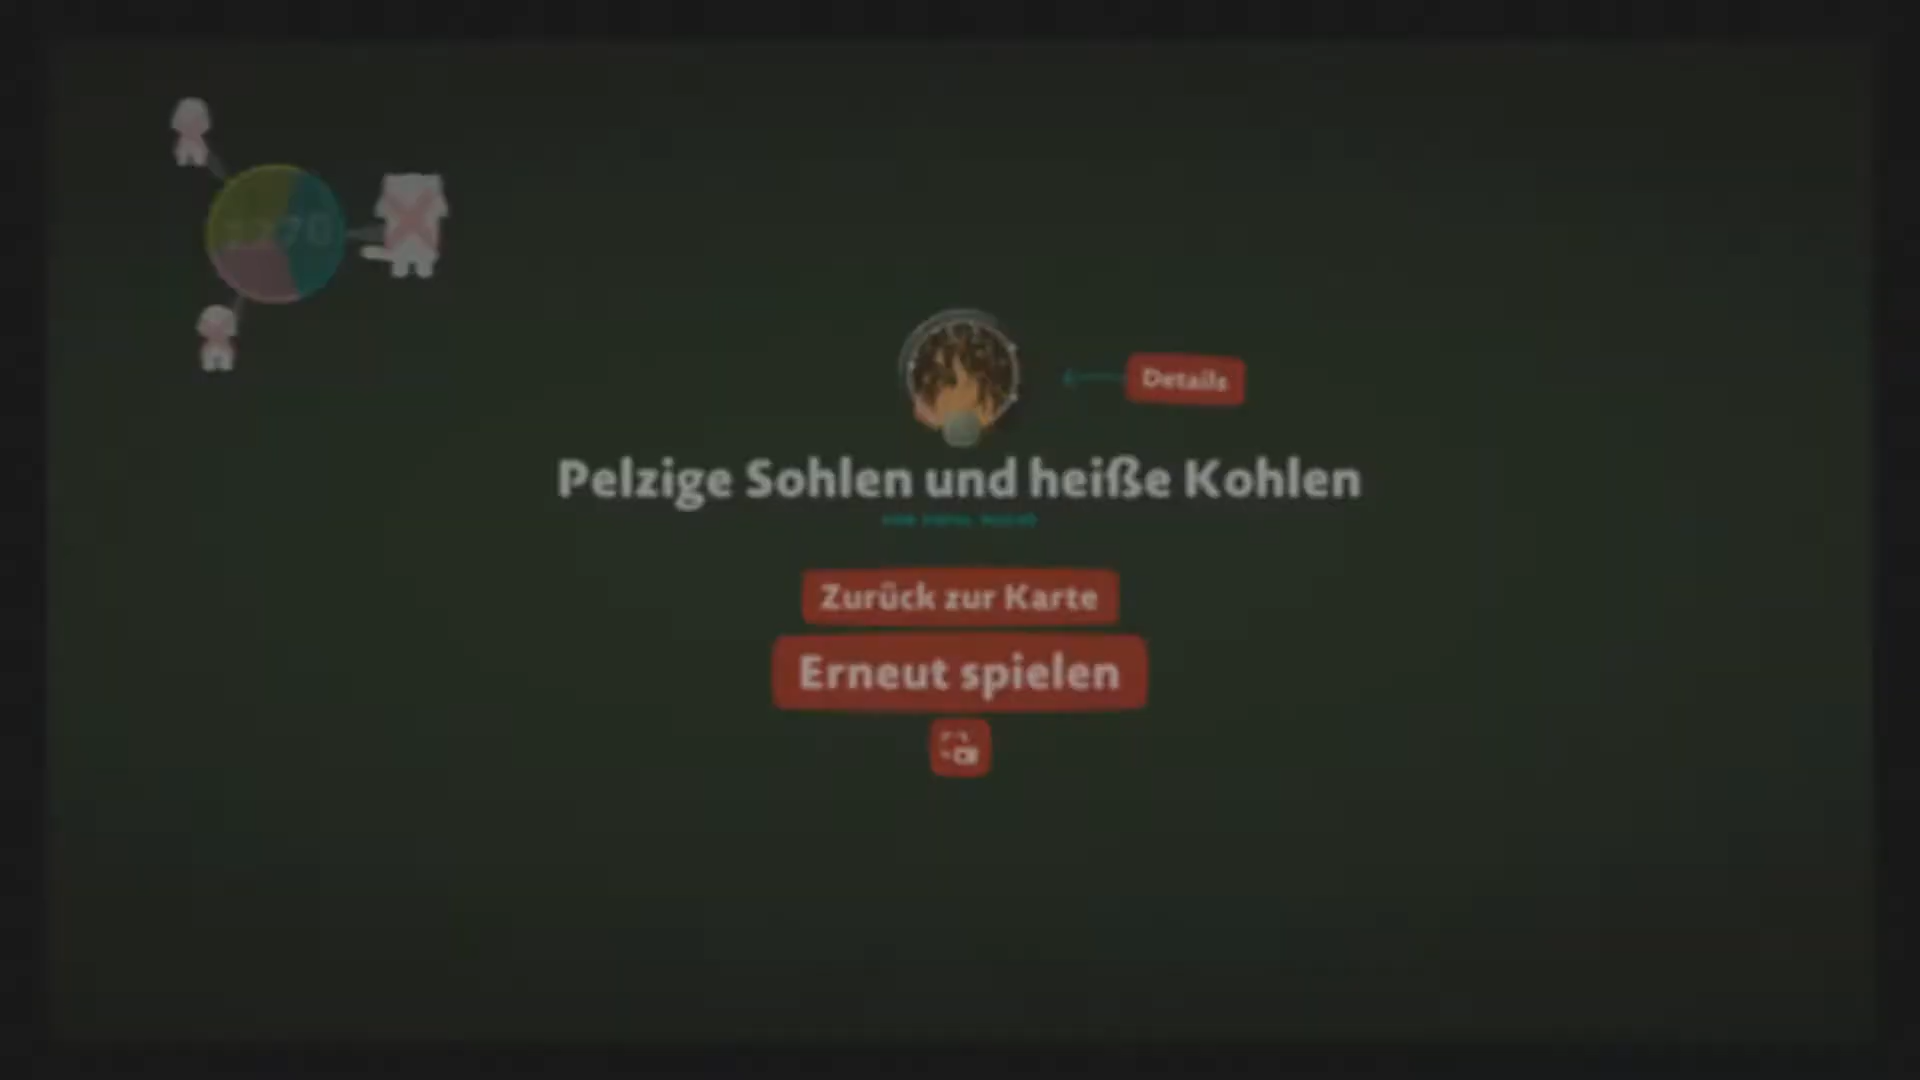 Details
Pelzige Sohlen und heiße Kohlen
Zurück zur Karte
Erneut spielen